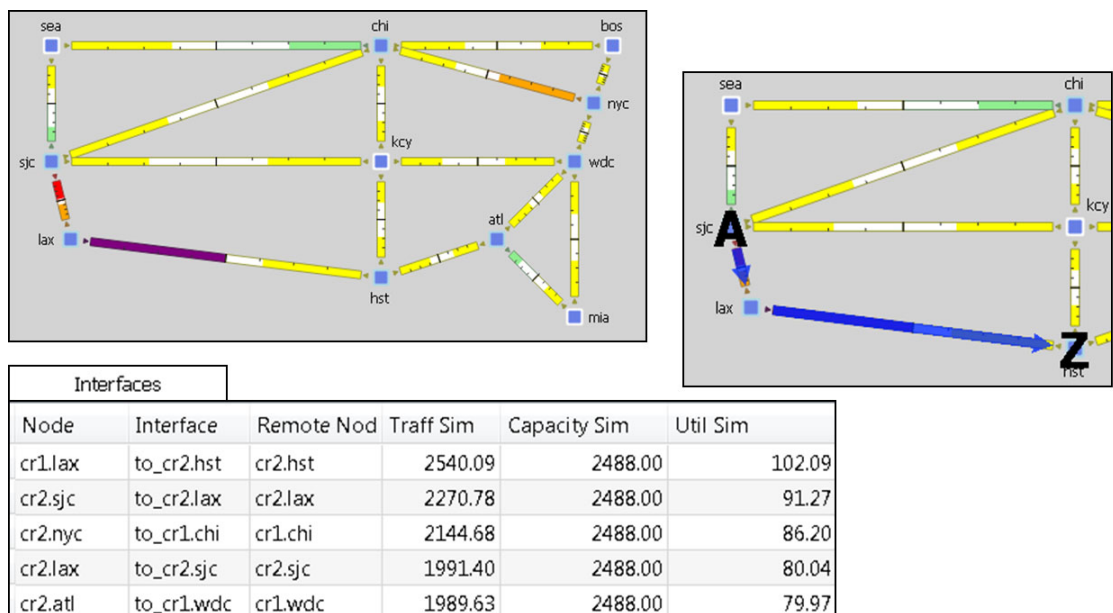 sea chi bos
nyc
sjc kcy wdc
lax atl
hst mia
sea chi
sjc A kcy
lax
Z
hst
Interfaces
Node Interface Remote Nod Traff Sim Capacity Sim Util Sim
cr1.lax to_cr2.hst cr2.hst 2540.09 2488.00 102.09
cr2.sjc to_cr2.lax cr2.lax 2270.78 2488.00 91.27
cr2.nyc to_cr1.chi cr1.chi 2144.68 2488.00 86.20
cr2.lax to_cr2.sjc cr2.sjc 1991.40 2488.00 80.04
cr2.atl to_cr1.wdc cr1.wdc 1989.63 2488.00 79.97